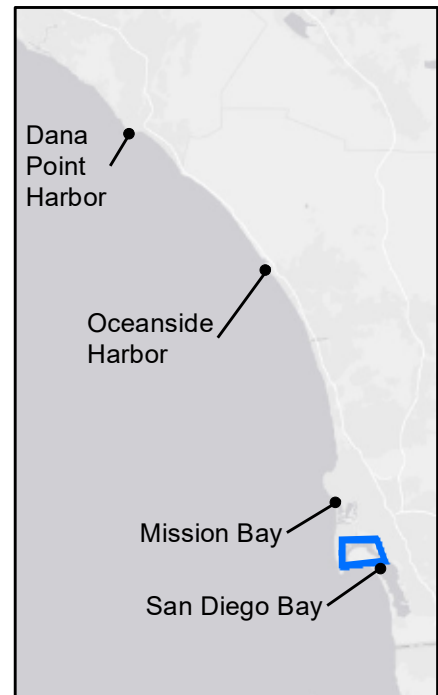 Dana
Point
Harbor
Oceanside
Harbor
Mission Bay
San Diego Bay